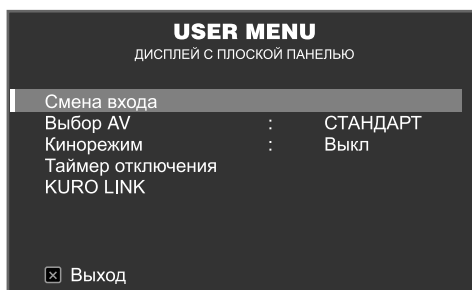 USER MENU
ДИСПЛЕЙ С ПЛОСКОЙ ПАНЕЛЬЮ
Смена входа
Выбор AV : СТАНДАРТ
Кинорежим : Выкл
Таймер отключения
KURO LINK
Выход